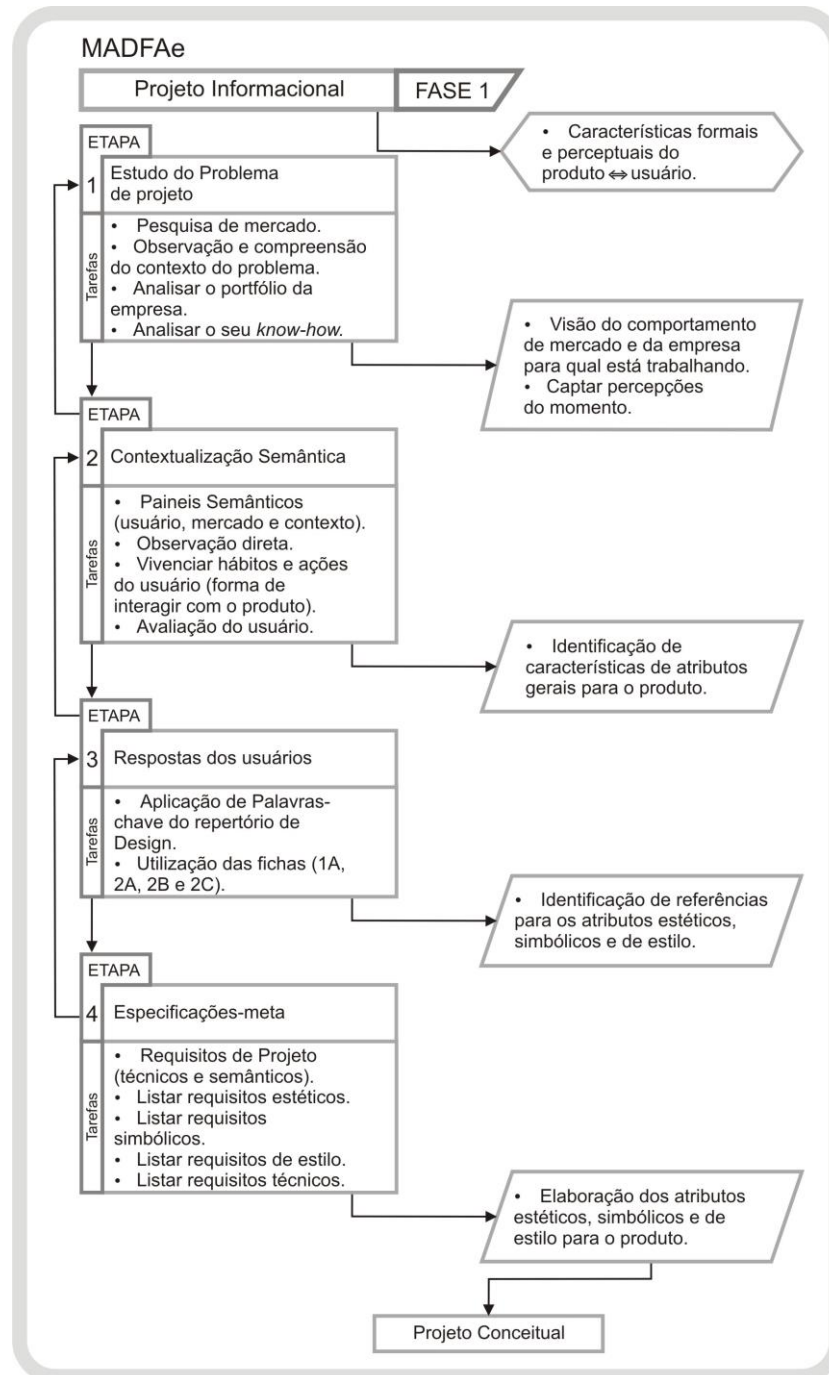 MADFAe
Projeto Informacional
FASE 1
• Características formais
e perceptuais do
produto ⇔ usuário.
ETAPA
1
Estudo do Problema
de projeto
Tarefas
• Pesquisa de mercado.
• Observação e compreensão
do contexto do problema.
• Analisar o portfólio da
empresa.
• Analisar o seu know-how.
• Visão do comportamento
de mercado e da empresa
para qual está trabalhando.
• Captar percepções
do momento.
ETAPA
2
Contextualização Semântica
Tarefas
• Paineis Semânticos
(usuário, mercado e contexto).
• Observação direta.
• Vivenciar hábitos e ações
do usuário (forma de
interagir com o produto).
• Avaliação do usuário.
• Identificação de
características de atributos
gerais para o produto.
ETAPA
3
Respostas dos usuários
Tarefas
• Aplicação de Palavras-
chave do repertório de
Design.
• Utilização das fichas (1A,
2A, 2B e 2C).
• Identificação de referências
para os atributos estéticos,
simbólicos e de estilo.
ETAPA
4
Especificações-meta
Tarefas
• Requisitos de Projeto
(técnicos e semânticos).
• Listar requisitos estéticos.
• Listar requisitos
simbólicos.
• Listar requisitos de estilo.
• Listar requisitos técnicos.
• Elaboração dos atributos
estéticos, simbólicos e de
estilo para o produto.
Projeto Conceitual